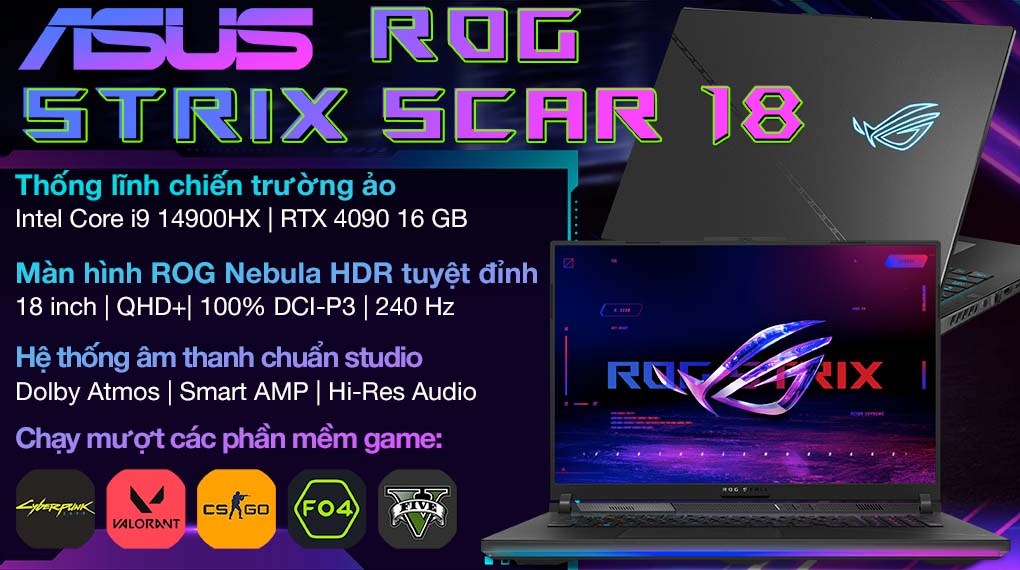 ASUS ROG
STRIX SCAR 18
Thống lĩnh chiến trường ảo
Intel Core i9 14900HX | RTX 4090 16 GB
Màn hình ROG Nebula HDR tuyệt đỉnh
18 inch | QHD+| 100% DCI-P3 | 240 Hz
Hệ thống âm thanh chuẩn studio
Dolby Atmos | Smart AMP | Hi-Res Audio
Chạy mượt các phần mềm game:
Cyberpunk
VALORANT
CS GO
FO4
V
FIVE
ROG STRIX
ROG STRIX